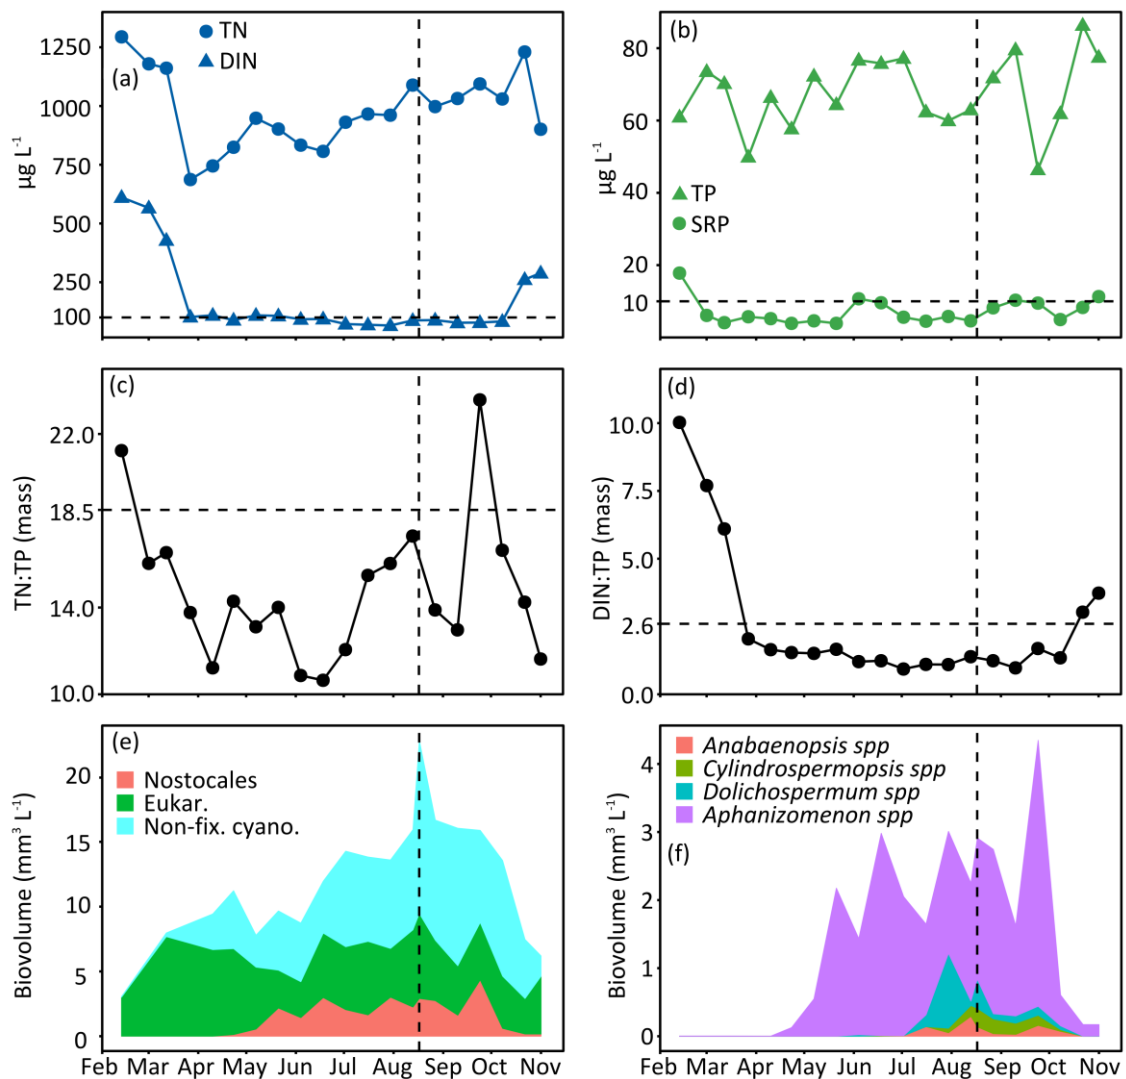 TN
DIN
(a)
µg L-1
1250
1000
750
500
250
100
(b)
µg L-1
TP
SRP
80
60
40
20
10
(c)
TN:TP (mass)
22.0
18.5
14.0
10.0
(d)
DIN:TP (mass)
10.0
7.5
5.0
2.6
0.0
(e)
Nostocales
Eukar.
Non-fix. cyano.
Biovolume (mm³ L-1)
20
15
10
5
0
Feb Mar Apr May Jun Jul Aug Sep Oct Nov
Anabaenopsis spp
Cylindrospermopsis spp
Dolichospermum spp
Aphanizomenon spp
(f)
Biovolume (mm³ L-1)
4
3
2
1
0
Feb Mar Apr May Jun Jul Aug Sep Oct Nov